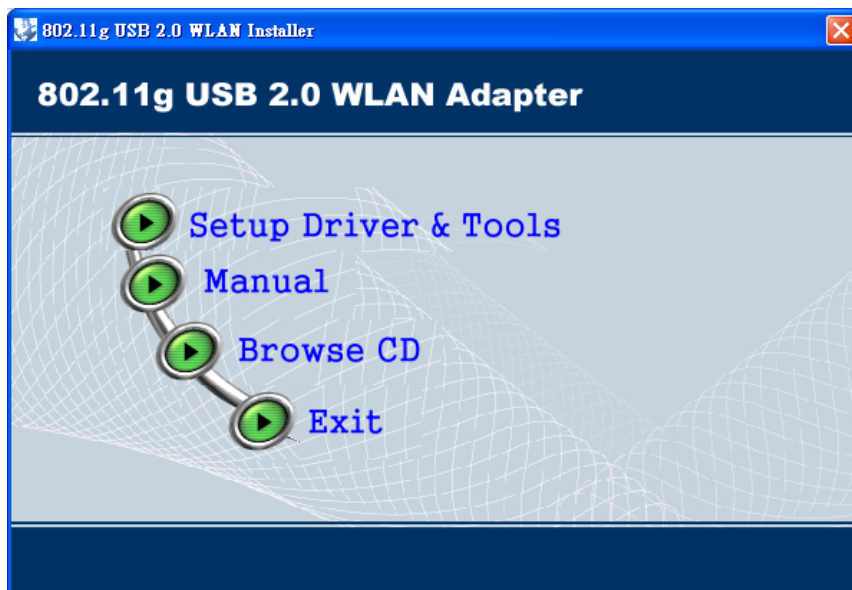 802.11g USB 2.0 WLAN Installer
802.11g USB 2.0 WLAN Adapter
Setup Driver & Tools
Manual
Browse CD
Exit